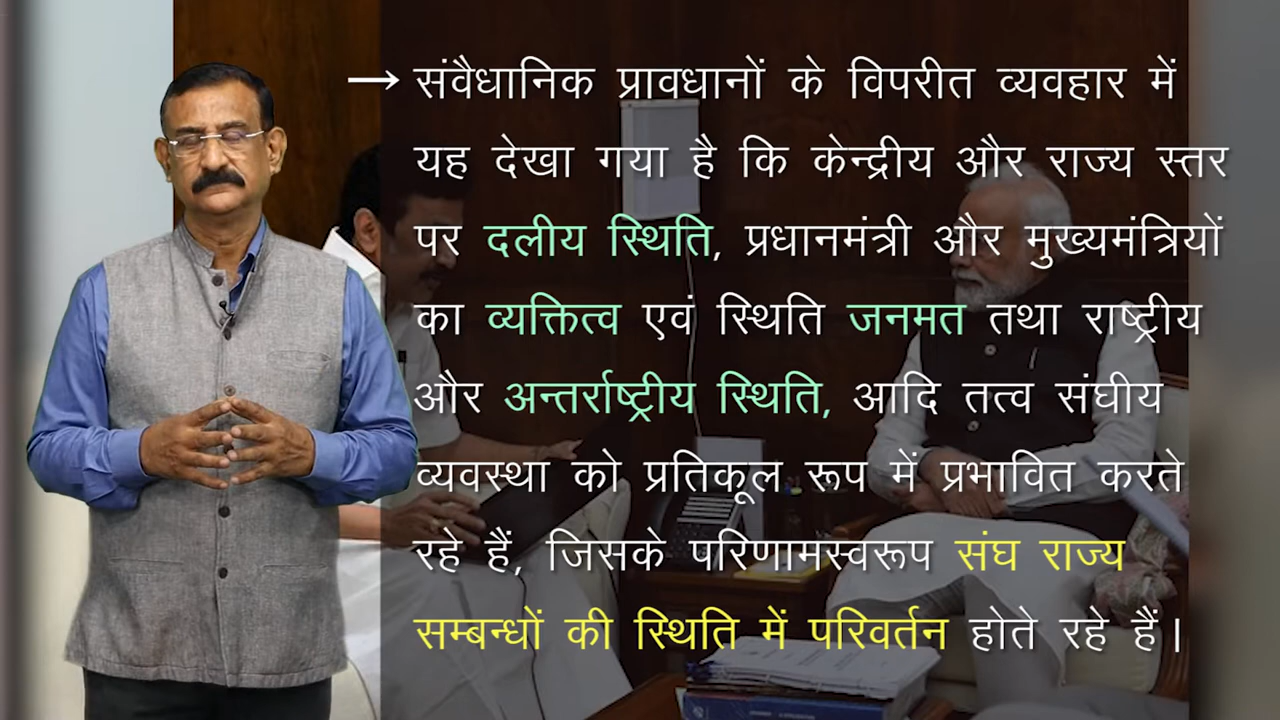 → संवैधानिक प्रावधानों के विपरीत व्यवहार में
यह देखा गया है कि केन्द्रीय और राज्य स्तर
पर दलीय स्थिति, प्रधानमंत्री और मुख्यमंत्रियों
का व्यक्तित्व एवं स्थिति जनमत तथा राष्ट्रीय
और अन्तर्राष्ट्रीय स्थिति, आदि तत्व संघीय
व्यवस्था को प्रतिकूल रूप में प्रभावित करते
रहे हैं, जिसके परिणामस्वरूप संघ राज्य
सम्बन्धों की स्थिति में परिवर्तन होते रहे हैं।